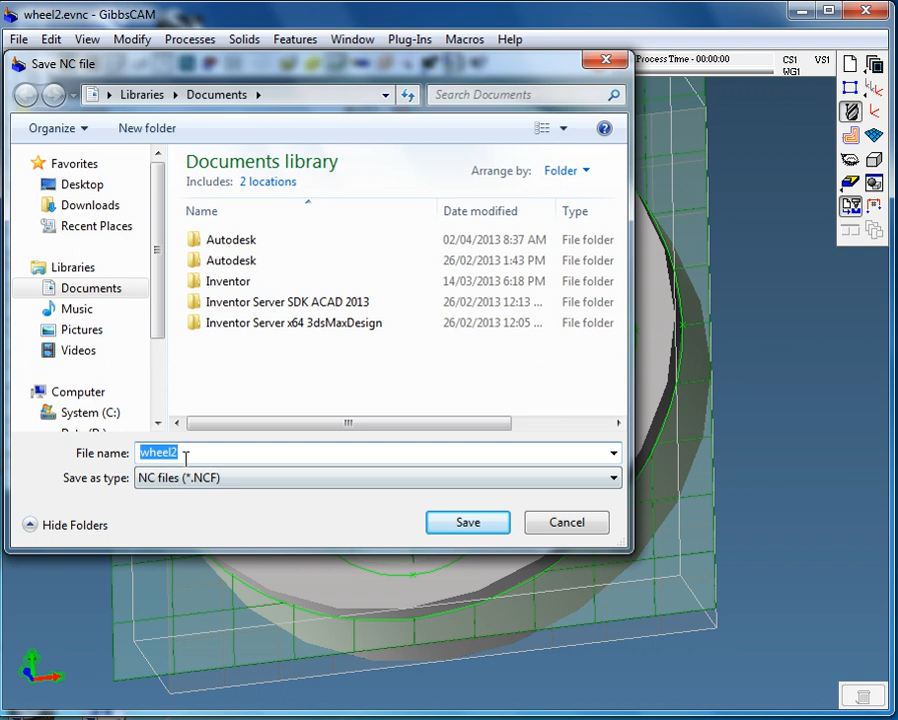 wheel2.evnc - GibbsCAM
File Edit View Modify Processes Solids Features Window Plug-Ins Macros Help
Save NC file
Process Time - 00:00:00
CS1 VS1
WG1
Libraries Documents
Search Documents
Organize New folder
Favorites
Desktop
Downloads
Recent Places
Libraries
Documents
Music
Pictures
Videos
Computer
System (C:)
Documents library
Includes: 2 locations
Arrange by: Folder
Name Date modified Type
Autodesk 02/04/2013 8:37 AM File folder
Autodesk 26/02/2013 1:43 PM File folder
Inventor 14/03/2013 6:18 PM File folder
Inventor Server SDK ACAD 2013 26/02/2013 12:13 ... File folder
Inventor Server x64 3dsMaxDesign 26/02/2013 12:05 ... File folder
File name: wheel2
Save as type: NC files (*.NCF)
Hide Folders
Save
Cancel